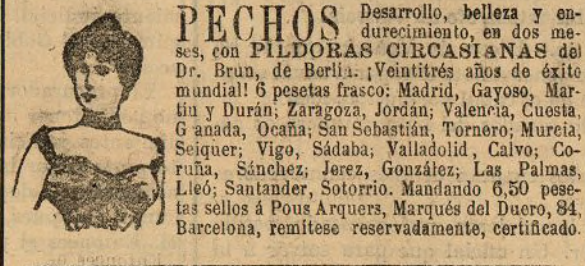 PECHOS Desarrollo, belleza y en-
durecimiento, en dos me-
ses, con PILDORAS CIRCASIANAS del
Dr. Brun, de Berlín. ¡Veintitrés años de éxito
mundial! 6 pesetas frasco: Madrid, Gayoso, Mar-
tin y Durán; Zaragoza, Jordán; Valencia, Cuesta,
G anada, Ocaña; San Sebastián, Tornero; Murcia,
Seiquer; Vigo, Sádaba; Valladolid, Calvo; Co-
ruña, Sánchez; Jerez, González; Las Palmas,
Lleó; Santander, Sotorrio. Mandando 6,50 pese-
tas sellos á Pous Arquers, Marqués del Duero, 84,
Barcelona, remítese reservadamente, certificado.